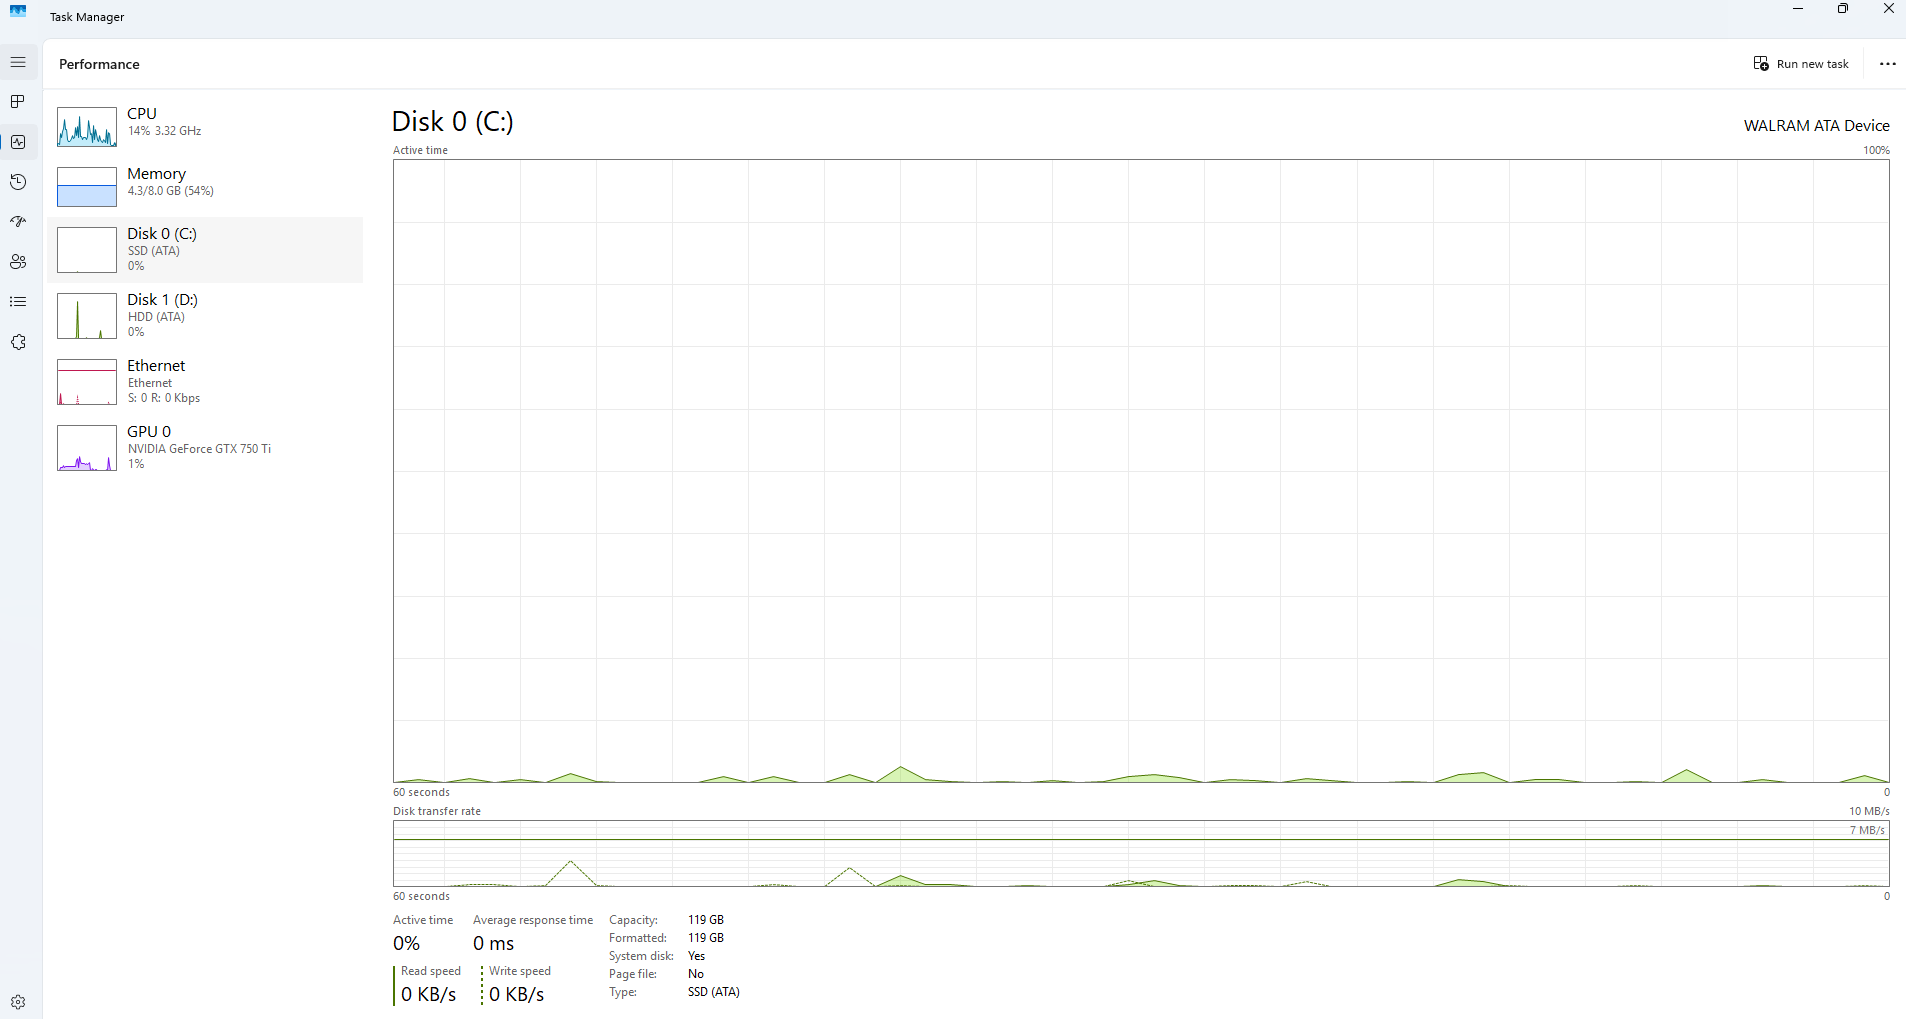 Task Manager
Performance
Run new task
CPU
14% 3.32 GHz
Memory
4.3/8.0 GB (54%)
Disk 0 (C:)
SSD (ATA)
0%
Disk 1 (D:)
HDD (ATA)
0%
Ethernet
Ethernet
S: 0 R: 0 Kbps
GPU 0
NVIDIA GeForce GTX 750 Ti
1%
Disk 0 (C:)
WALRAM ATA Device
Active time
100%
60 seconds
0
Disk transfer rate
10 MB/s
7 MB/s
60 seconds
0
Active time
0%
Average response time
0 ms
Read speed
0 KB/s
Write speed
0 KB/s
Capacity: 119 GB
Formatted: 119 GB
System disk: Yes
Page file: No
Type: SSD (ATA)